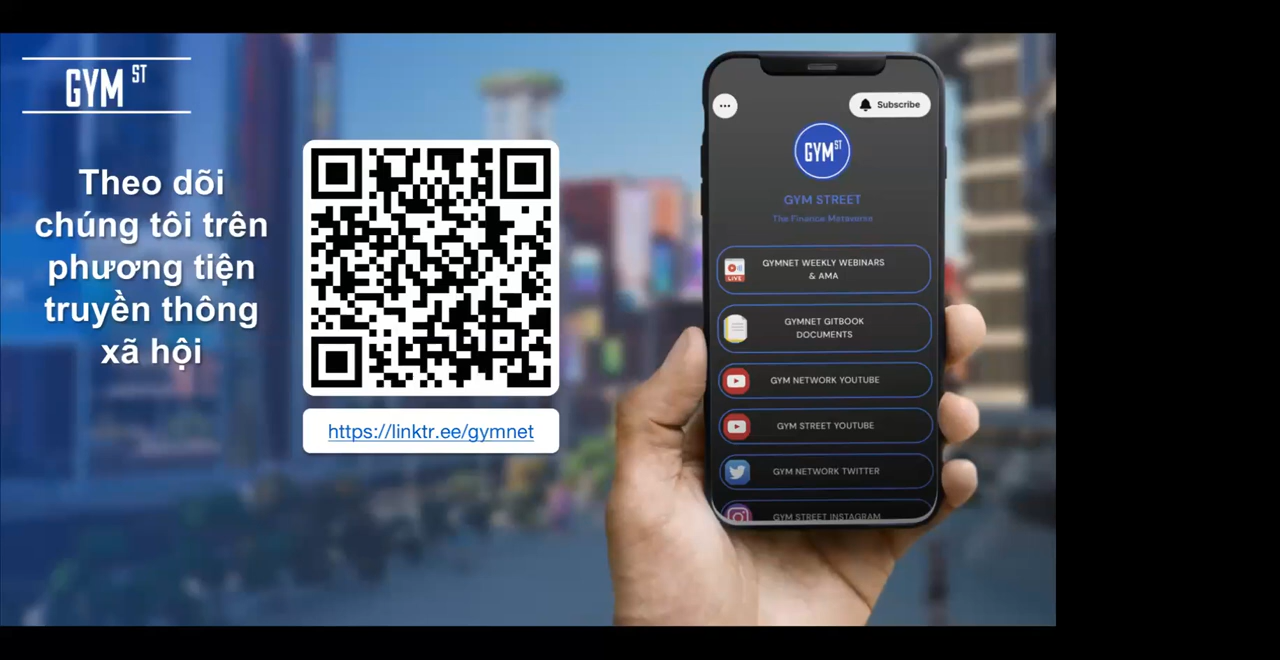 GYM ST
Theo dõi
chúng tôi trên
phương tiện
truyền thông
xã hội
https://linktr.ee/gymnet
Subscribe
GYM ST
GYM STREET
The Finance Metaverse
GYMNET WEEKLY WEBINARS
& AMA
LIVE
GYMNET GITBOOK
DOCUMENTS
GYM NETWORK YOUTUBE
GYM STREET YOUTUBE
GYM NETWORK TWITTER
GYM STREET INSTAGRAM